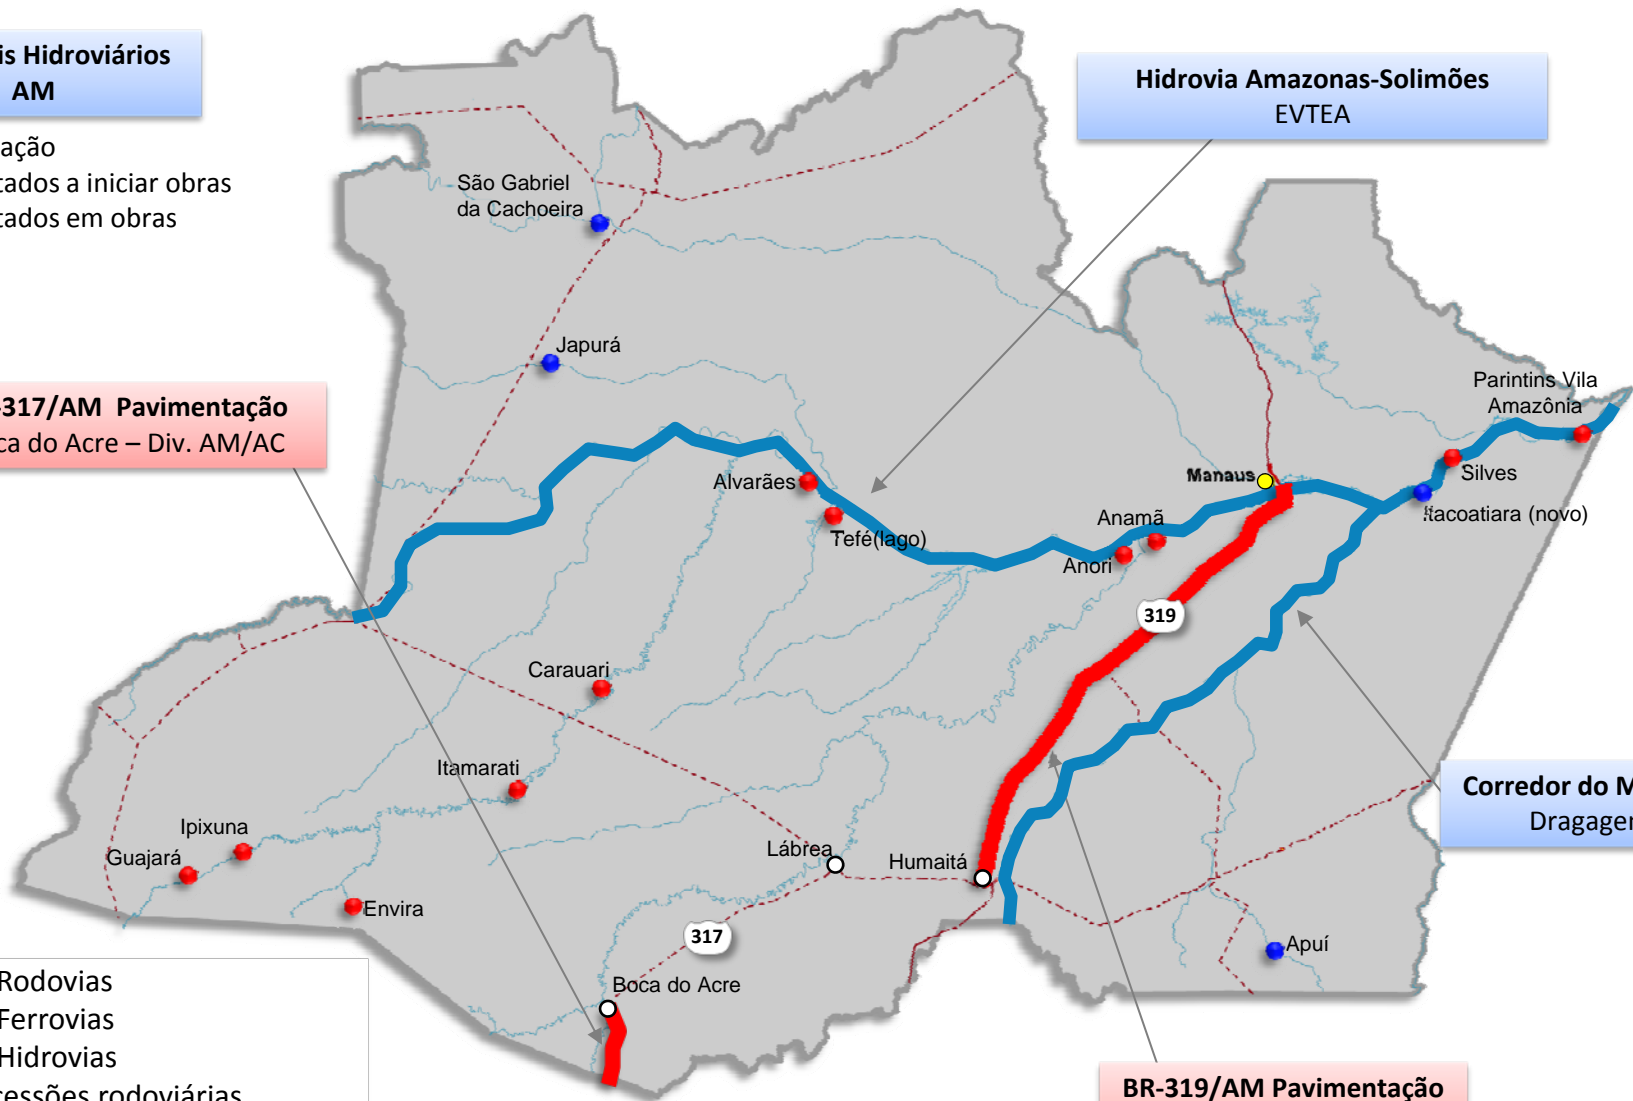 is Hidroviários
AM
ação
tados a iniciar obras
tados em obras
Hidrovia Amazonas-Solimões
EVTEA
São Gabriel
da Cachoeira
Japurá
-317/AM Pavimentação
ca do Acre – Div. AM/AC
Parintins Vila
Amazônia
Silves
Itacoatiara (novo)
Manaus
Alvarães
Tefé(lago)
Anamã
Anori
319
Carauari
Itamarati
Ipixuna
Guajará
Envira
Lábrea
Humaitá
317
Boca do Acre
Apuí
Corredor do M
Dragagen
Rodovias
Ferrovias
Hidrovias
cessões rodoviárias
BR-319/AM Pavimentação